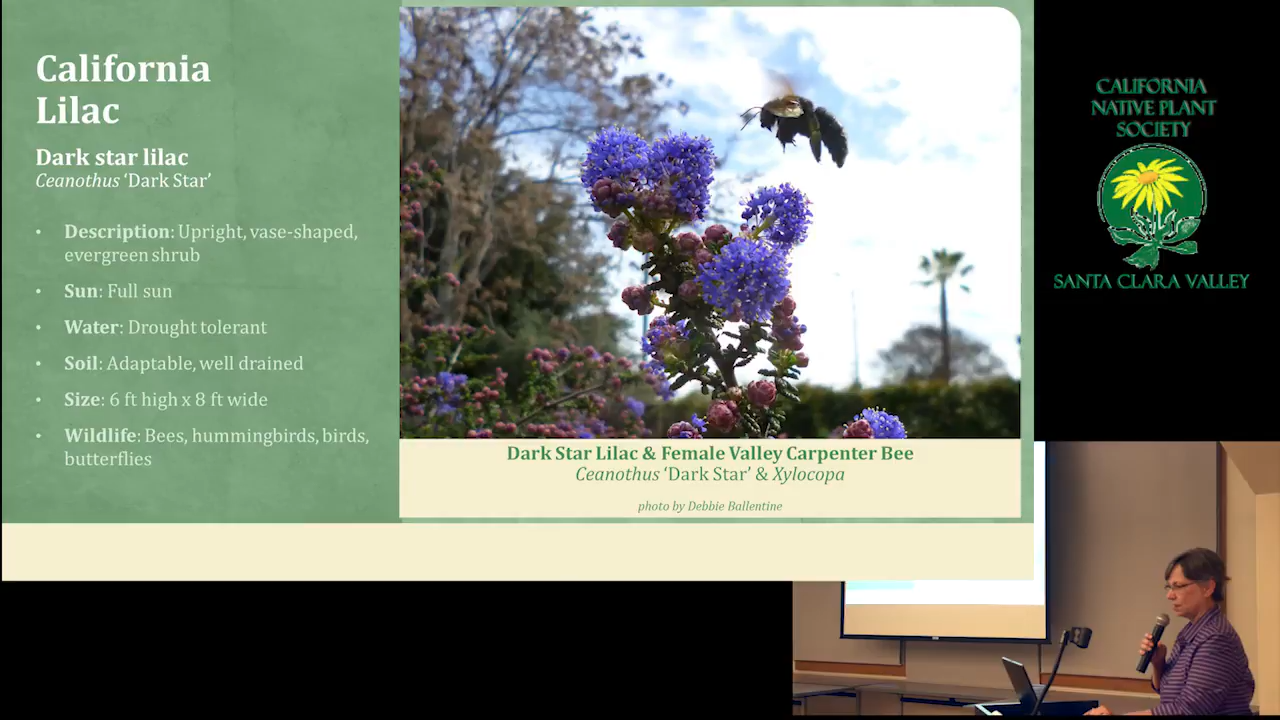 California
Lilac
Dark star lilac
Ceanothus ‘Dark Star’
• Description: Upright, vase-shaped,
evergreen shrub
• Sun: Full sun
• Water: Drought tolerant
• Soil: Adaptable, well drained
• Size: 6 ft high x 8 ft wide
• Wildlife: Bees, hummingbirds, birds,
butterflies
Dark Star Lilac & Female Valley Carpenter Bee
Ceanothus ‘Dark Star’ & Xylocopa
photo by Debbie Ballentine
CALIFORNIA
NATIVE PLANT
SOCIETY
SANTA CLARA VALLEY